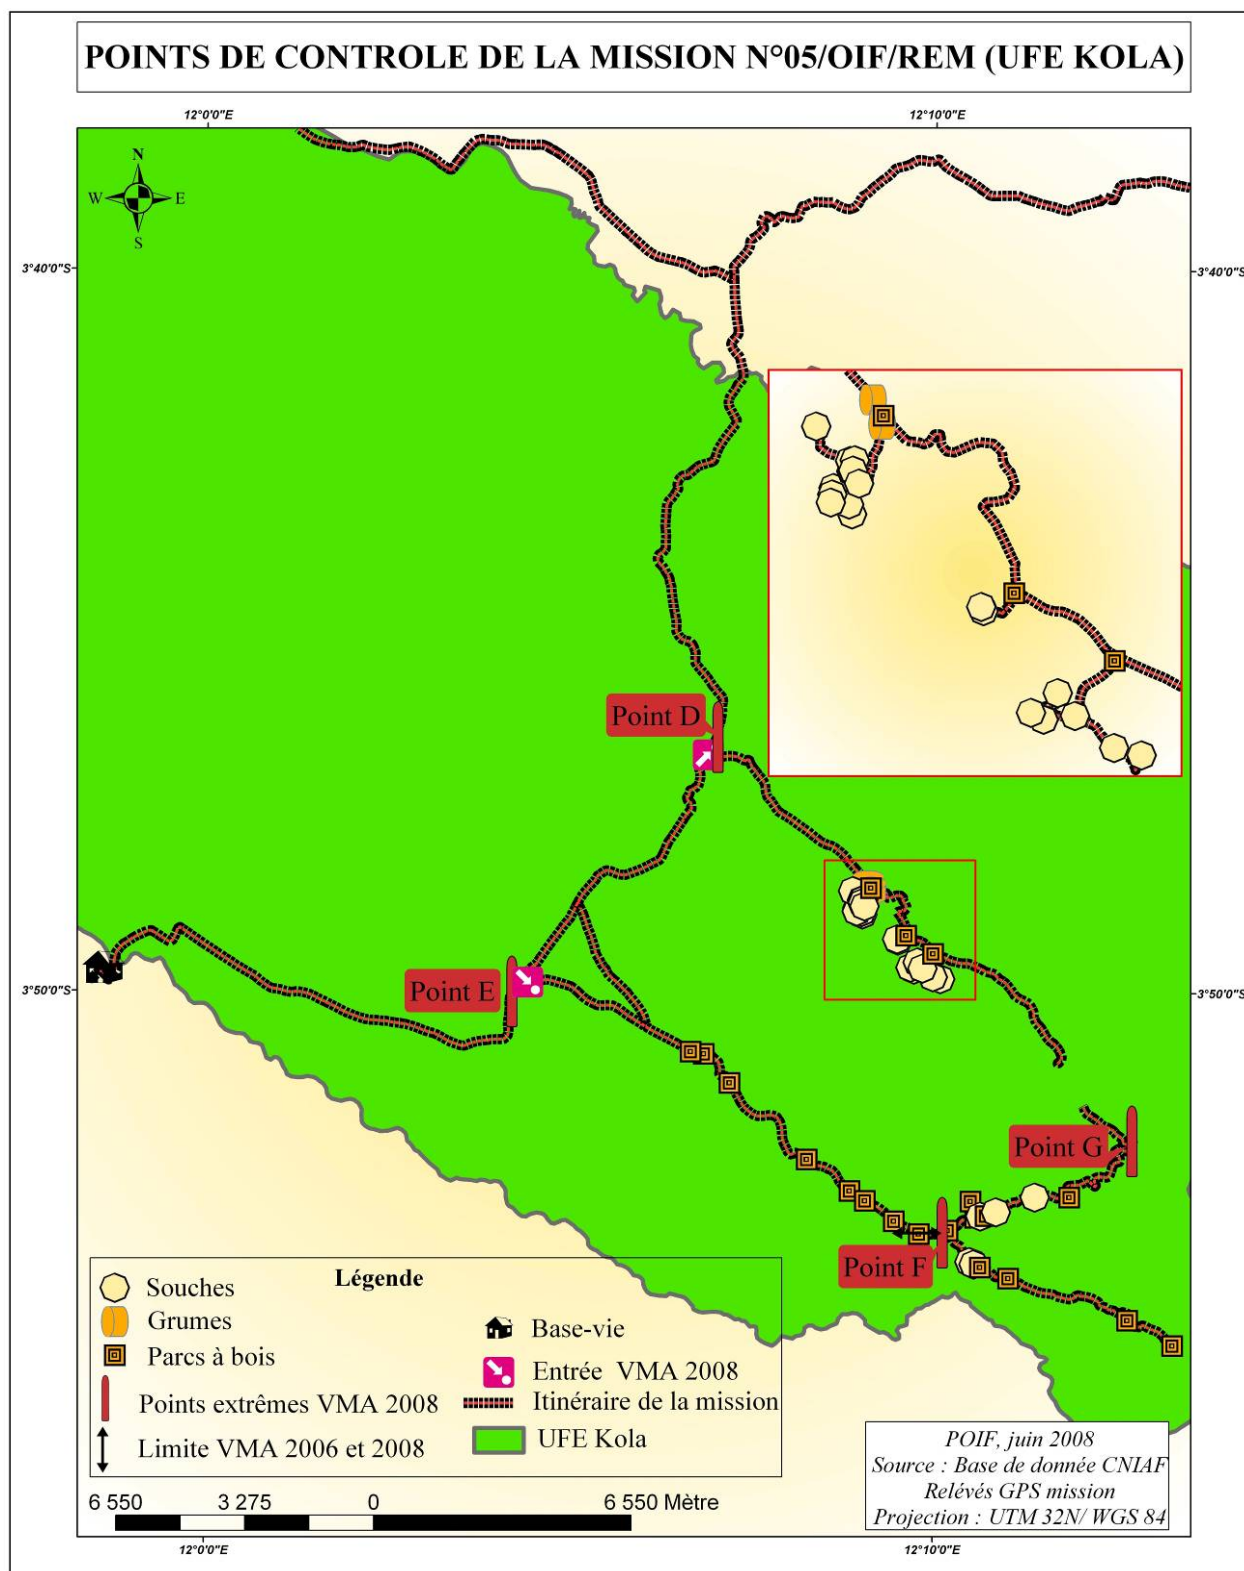 POINTS DE CONTROLE DE LA MISSION N°05/OIF/REM (UFE KOLA)
12°0'0"E
12°10'0"E
N
W
E
S
3°40'0"S
3°40'0"S
Point D
Point E
3°50'0"S
3°50'0"S
Point G
Point F
Légende
Souches
Grumes
Parcs à bois
Points extrêmes VMA 2008
Limite VMA 2006 et 2008
Base-vie
Entrée VMA 2008
Itinéraire de la mission
UFE Kola
POIF, juin 2008
Source : Base de donnée CNIAF
Relévés GPS mission
Projection : UTM 32N/ WGS 84
6 550
3 275
0
6 550 Mètre
12°0'0"E
12°10'0"E